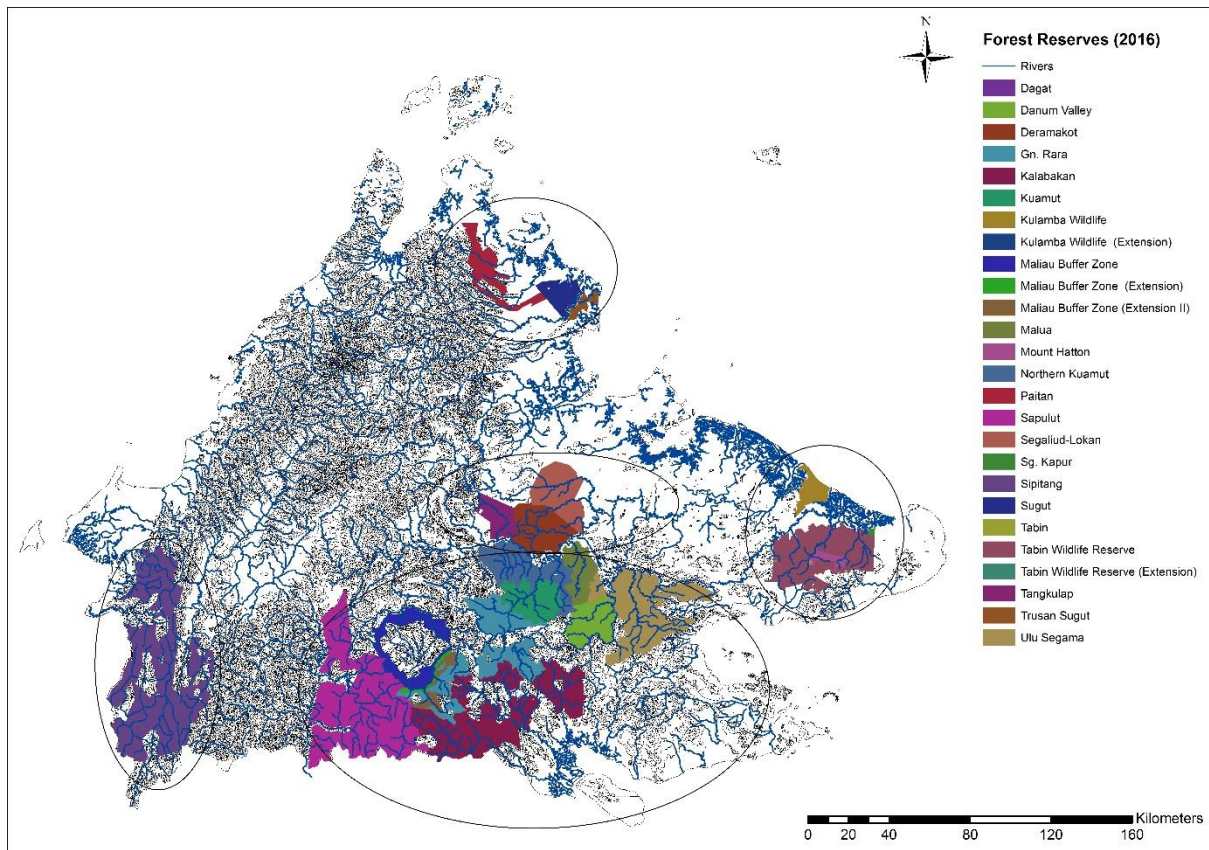 N
Forest Reserves (2016)
Rivers
Dagat
Danum Valley
Deramakot
Gn. Rara
Kalabakan
Kuamut
Kulamba Wildlife
Kulamba Wildlife (Extension)
Maliau Buffer Zone
Maliau Buffer Zone (Extension)
Maliau Buffer Zone (Extension II)
Malua
Mount Hatton
Northern Kuamut
Paitan
Sapulut
Segaliud-Lokan
Sg. Kapur
Sipitang
Sugut
Tabin
Tabin Wildlife Reserve
Tabin Wildlife Reserve (Extension)
Tangkulap
Trusan Sugut
Ulu Segama
Kilometers
0 20 40 80 120 160